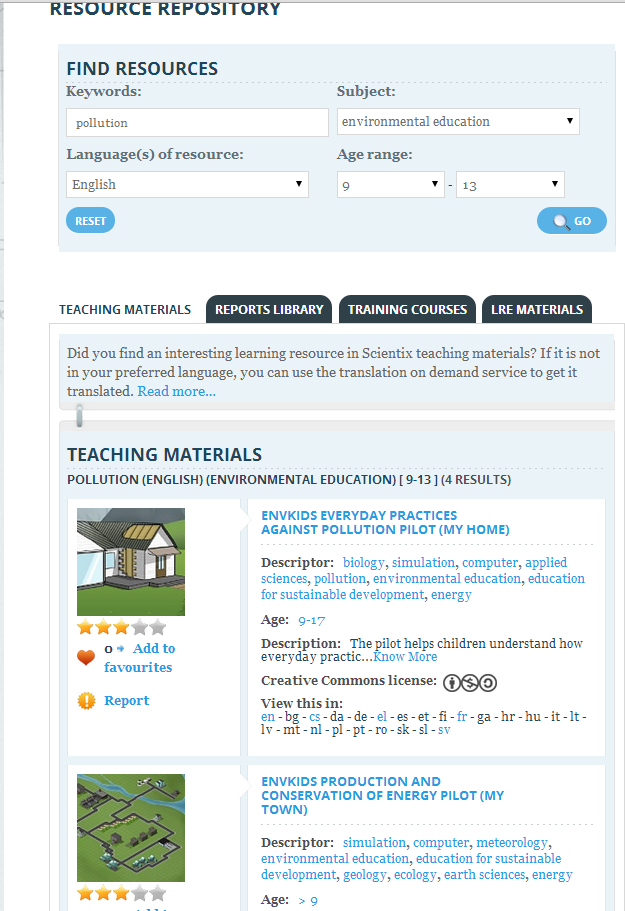 RESOURCE REPOSITORY
FIND RESOURCES
Keywords: Subject:
pollution environmental education
Language(s) of resource: Age range:
English 9 - 13
RESET GO
TEACHING MATERIALS REPORTS LIBRARY TRAINING COURSES LRE MATERIALS
Did you find an interesting learning resource in Scientix teaching materials? If it is not
in your preferred language, you can use the translation on demand service to get it
translated. Read more...
TEACHING MATERIALS
POLLUTION (ENGLISH) (ENVIRONMENTAL EDUCATION) [ 9-13 ] (4 RESULTS)
ENVKIDS EVERYDAY PRACTICES
AGAINST POLLUTION PILOT (MY HOME)
Descriptor: biology, simulation, computer, applied
sciences, pollution, environmental education, education
for sustainable development, energy
Age: 9-17
Description: The pilot helps children understand how
everyday practic...Know More
Creative Commons license:
View this in:
en - bg - cs - da - de - el - es - et - fi - fr - ga - hr - hu - it - lt -
lv - mt - nl - pl - pt - ro - sk - sl - sv
0 Add to
favourites
Report
ENVKIDS PRODUCTION AND
CONSERVATION OF ENERGY PILOT (MY
TOWN)
Descriptor: simulation, computer, meteorology,
environmental education, education for sustainable
development, geology, ecology, earth sciences, energy
Age: > 9